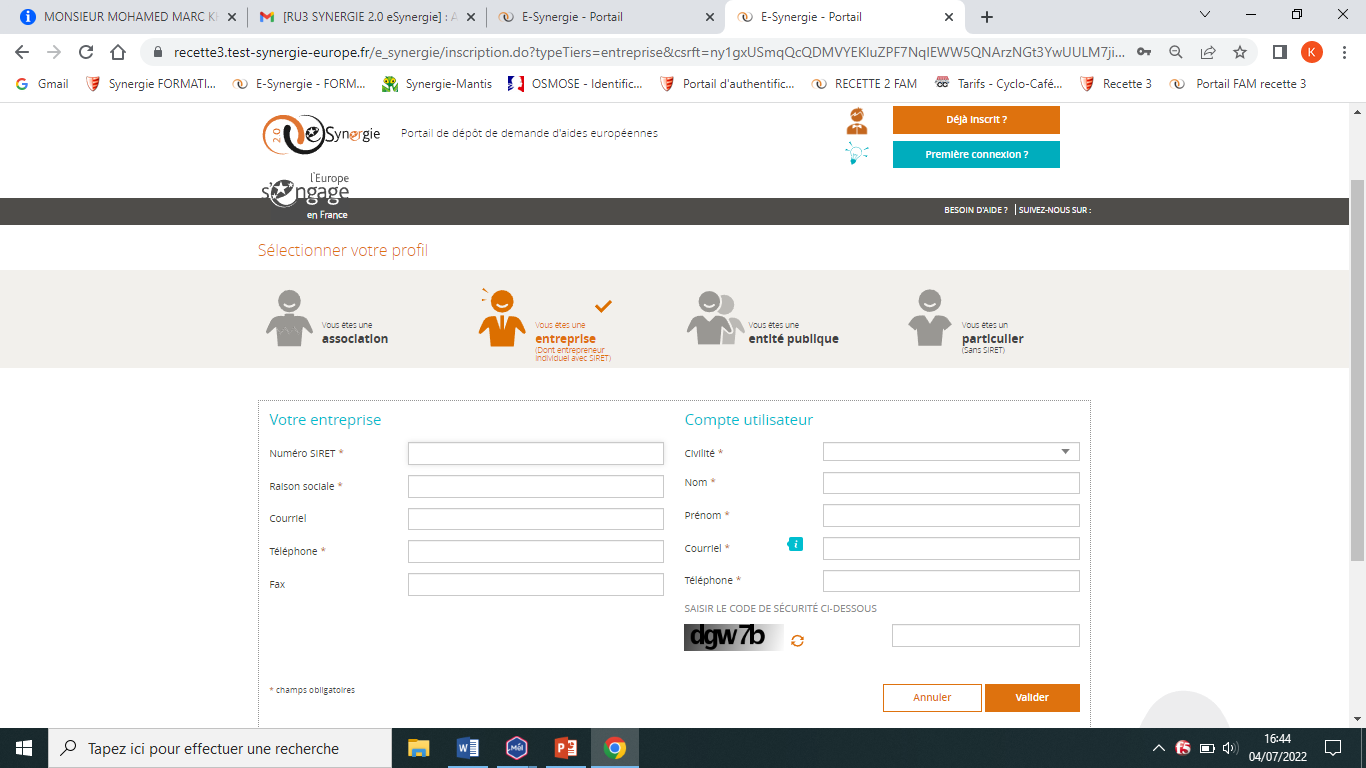 MONSIEUR MOHAMED MARC K
[RU3 SYNERGIE 2.0 eSynergie] : A
E-Synergie - Portail
E-Synergie - Portail
recette3.test-synergie-europe.fr/e_synergie/inscription.do?typeTiers=entreprise&csrft=ny1gxUSmqQcQDMVYEKIuZPF7NqIEWW5QNArzNGt3YwUULM7ji...
K
Gmail
Synergie FORMATI...
E-Synergie - FORM...
Synergie-Mantis
OSMOSE - Identific...
Portail d'authentific...
RECETTE 2 FAM
Tarifs - Cyclo-Café...
Recette 3
Portail FAM recette 3
2.0
eSynergie
Portail de dépôt de demande d'aides européennes
Déjà inscrit ?
Première connexion ?
l'Europe
s'engage
en France
BESOIN D'AIDE ? | SUIVEZ-NOUS SUR :
Sélectionner votre profil
Vous êtes une
association
Vous êtes une
entreprise
(Dont entrepreneur
individuel avec SIRET)
Vous êtes une
entité publique
Vous êtes un
particulier
(Sans SIRET)
Votre entreprise
Numéro SIRET *
Raison sociale *
Courriel
Téléphone *
Fax
Compte utilisateur
Civilité *
Nom *
Prénom *
Courriel *
i
Téléphone *
SAISIR LE CODE DE SÉCURITÉ CI-DESSOUS
dgw7b
* champs obligatoires
Annuler
Valider
Tapez ici pour effectuer une recherche
16:44
04/07/2022